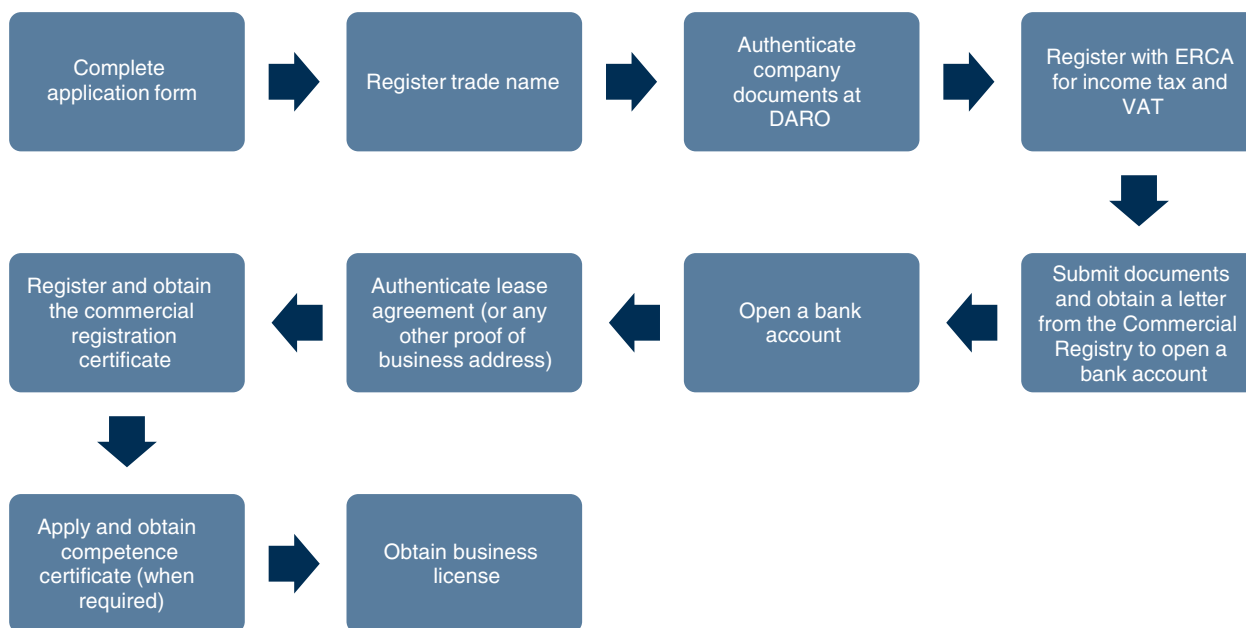 Complete
application form
Register trade name
Authenticate
company
documents at
DARO
Register with ERCA
for income tax and
VAT
Submit documents
and obtain a letter
from the Commercial
Registry to open a
bank account
Open a bank
account
Authenticate lease
agreement (or any
other proof of
business address)
Register and obtain
the commercial
registration
certificate
Apply and obtain
competence
certificate (when
required)
Obtain business
license